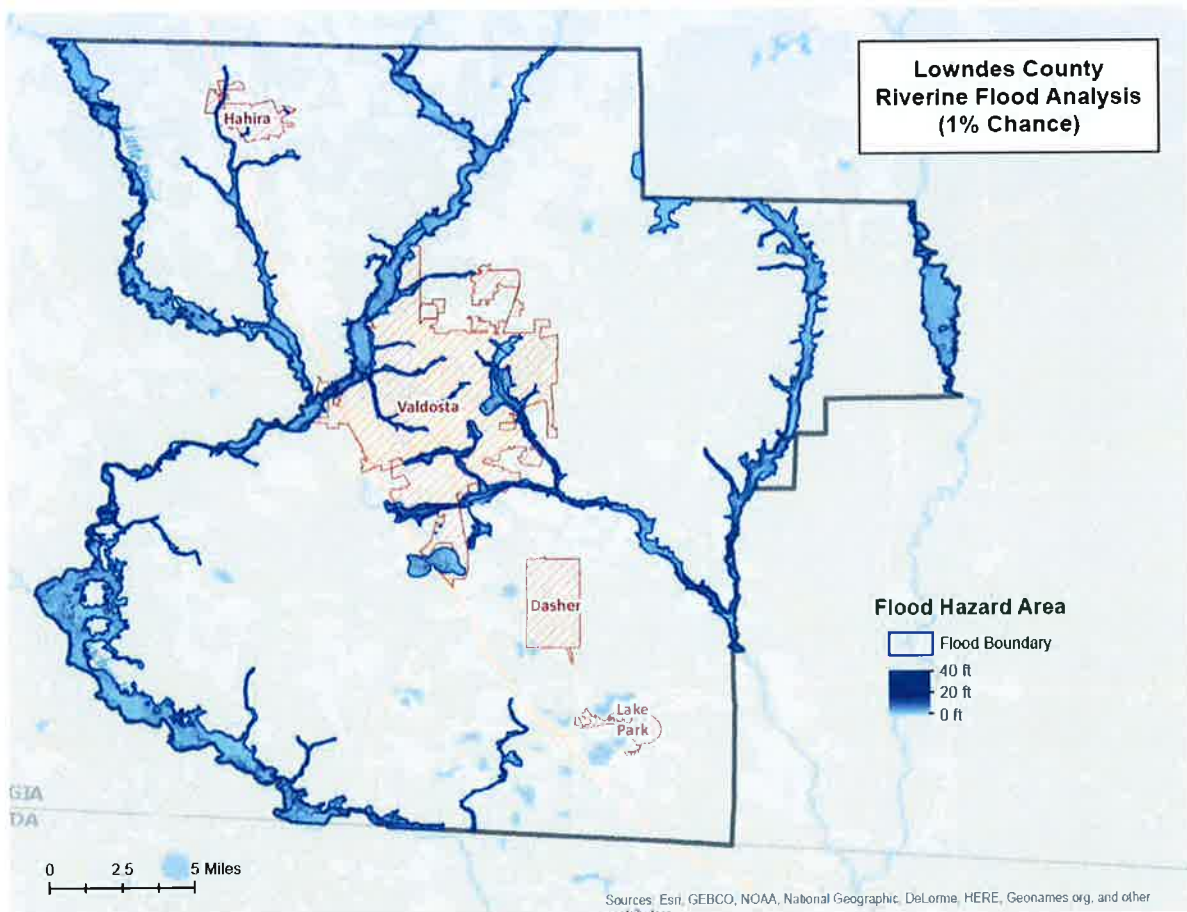 Lowndes County
Riverine Flood Analysis
(1% Chance)
Hahira
Little River
Valdosta
Dasher
Lake
Park
Flood Hazard Area
Flood Boundary
40 ft
20 ft
0 ft
GIA
DA
0 2.5 5 Miles
Sources: Esri, GEBCO, NOAA, National Geographic, DeLorme, HERE, Geonames.org, and other